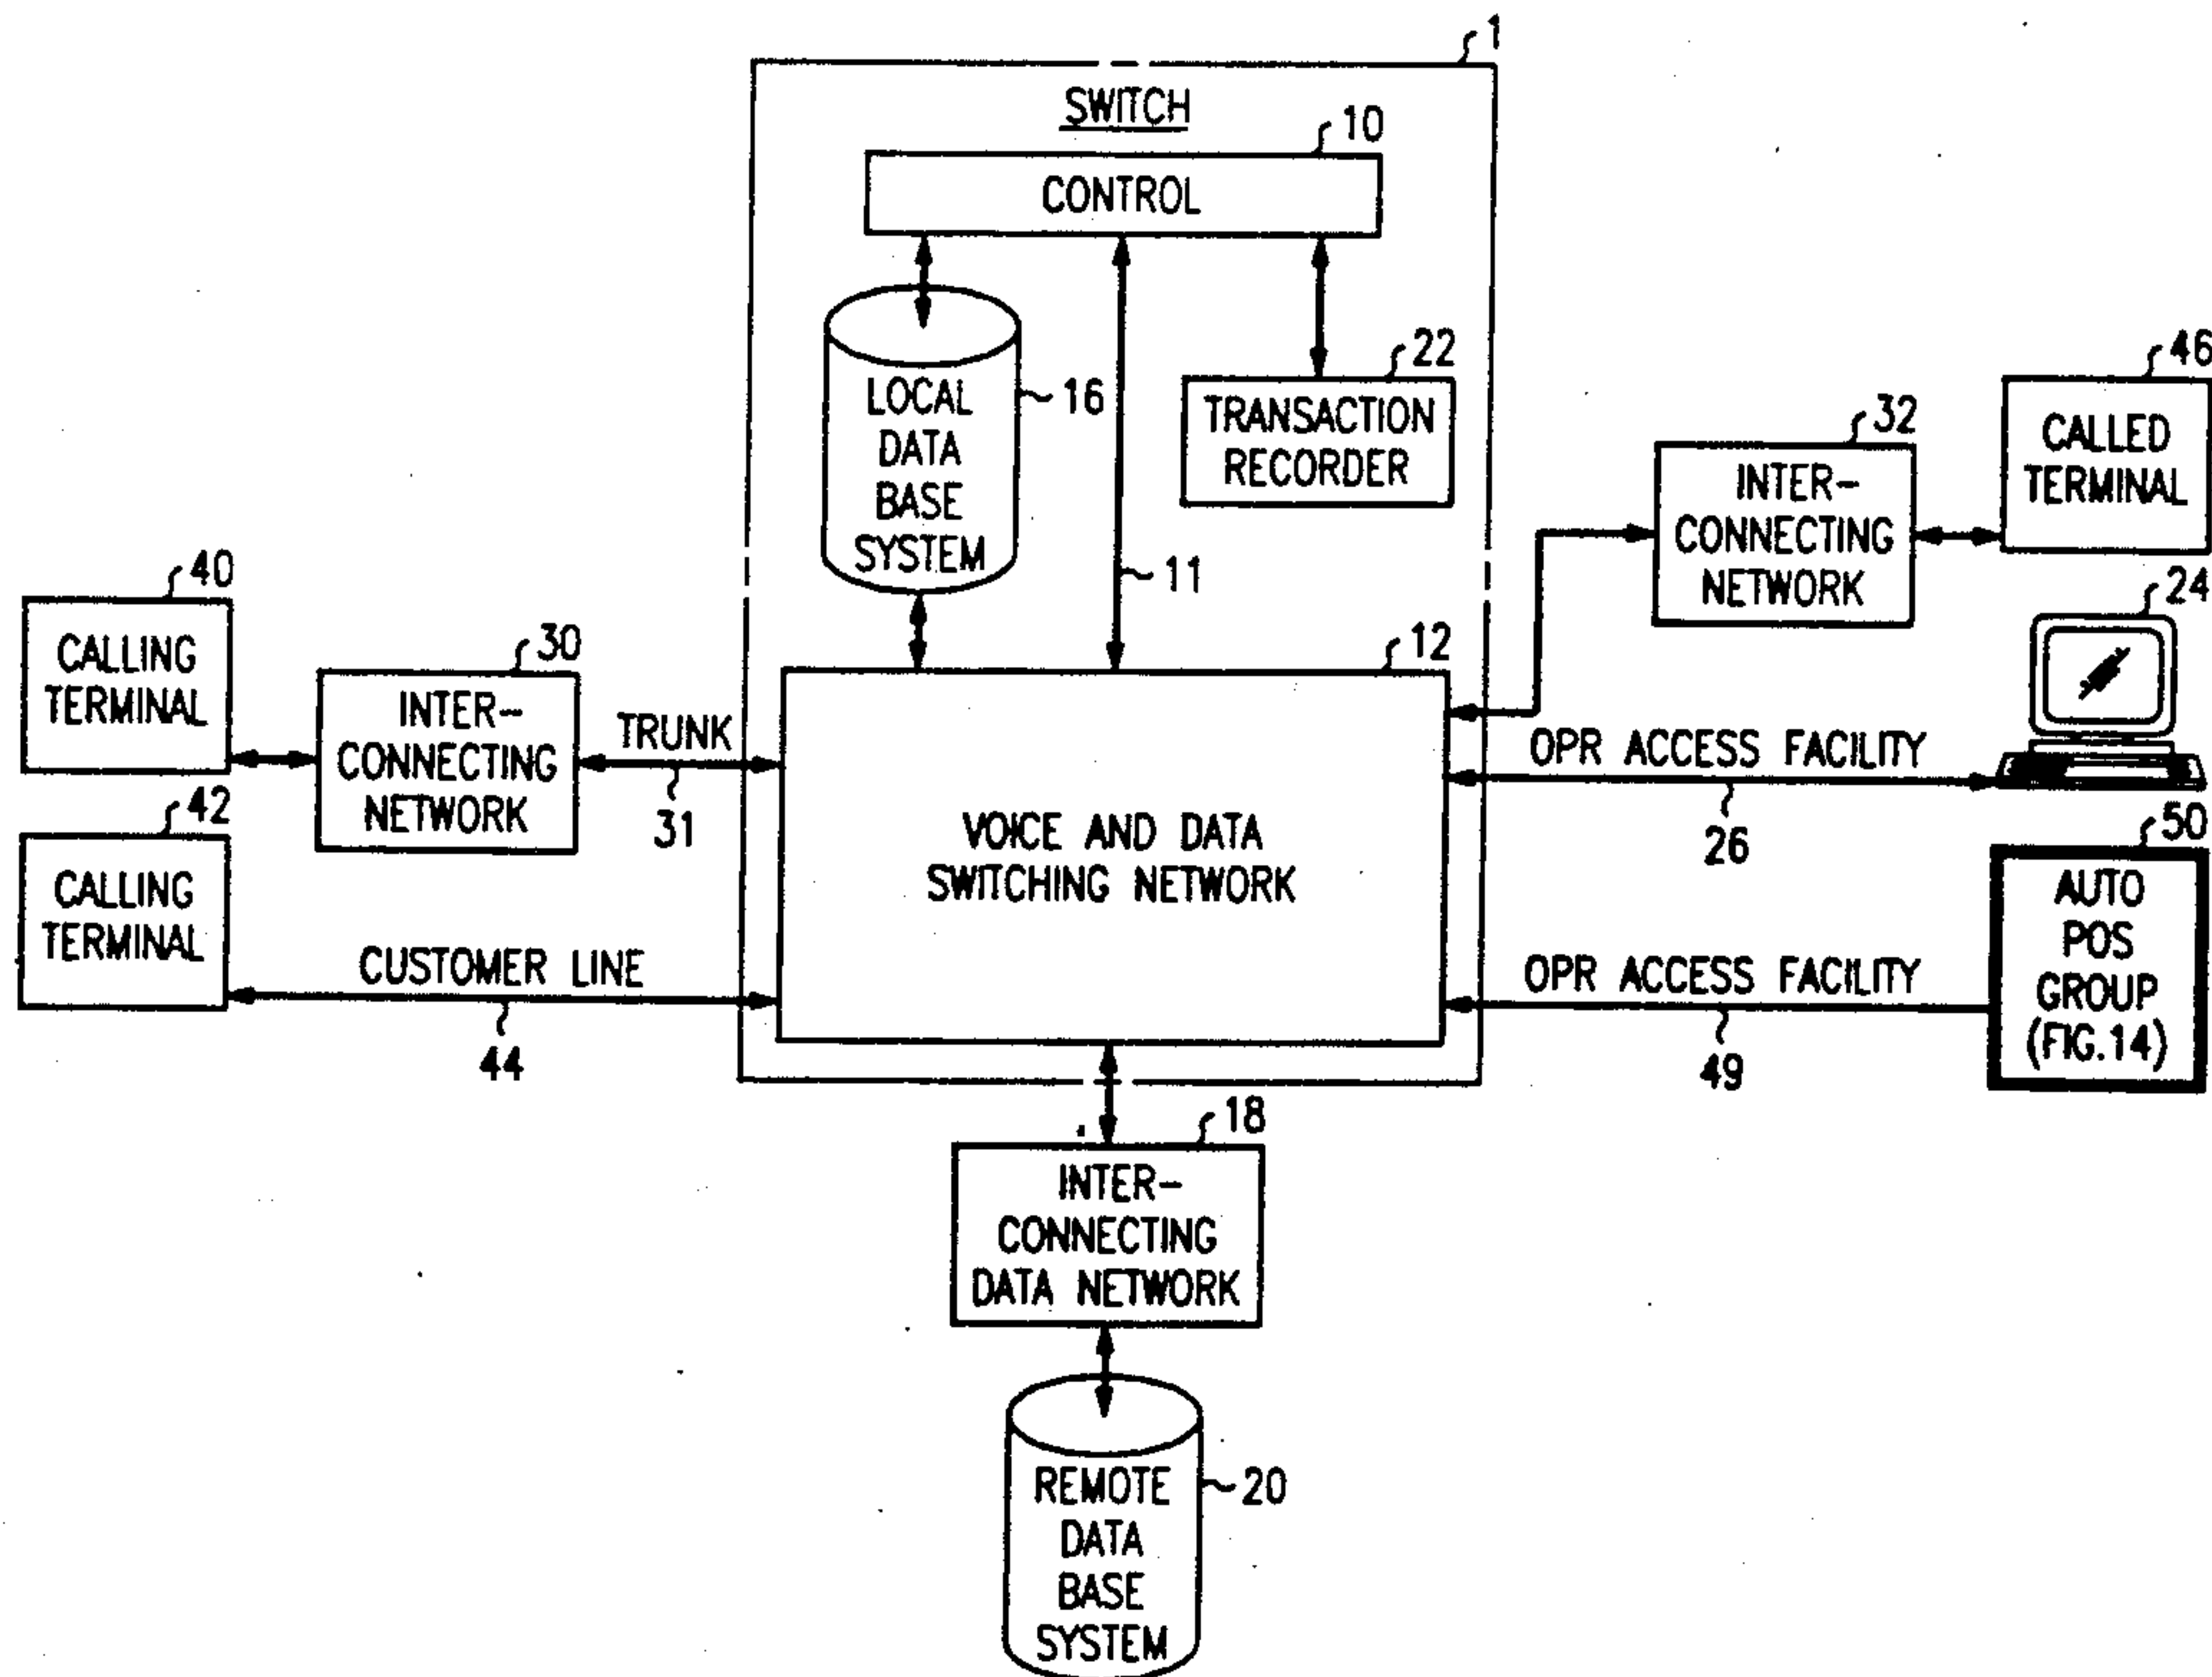 1
SWITCH
10
CONTROL
LOCAL
DATA
BASE
SYSTEM
16
11
22
TRANSACTION
RECORDER
32
INTER-
CONNECTING
NETWORK
46
CALLED
TERMINAL
24
40
CALLING
TERMINAL
30
INTER-
CONNECTING
NETWORK
TRUNK
31
42
CALLING
TERMINAL
CUSTOMER LINE
44
12
VOICE AND DATA
SWITCHING NETWORK
OPR ACCESS FACILITY
26
50
AUTO
POS
GROUP
(FIG.14)
OPR ACCESS FACILITY
49
18
INTER-
CONNECTING
DATA NETWORK
REMOTE
DATA
BASE
SYSTEM
20